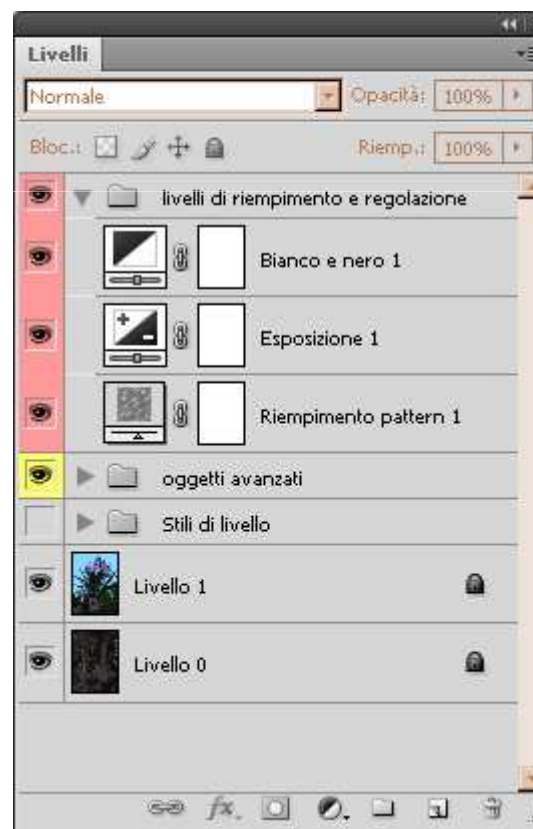 Livelli
Normale Opacità: 100%
Bloc.: Riemp.: 100%
livelli di riempimento e regolazione
Bianco e nero 1
Esposizione 1
Riempimento pattern 1
oggetti avanzati
Stili di livello
Livello 1
Livello 0
fx.